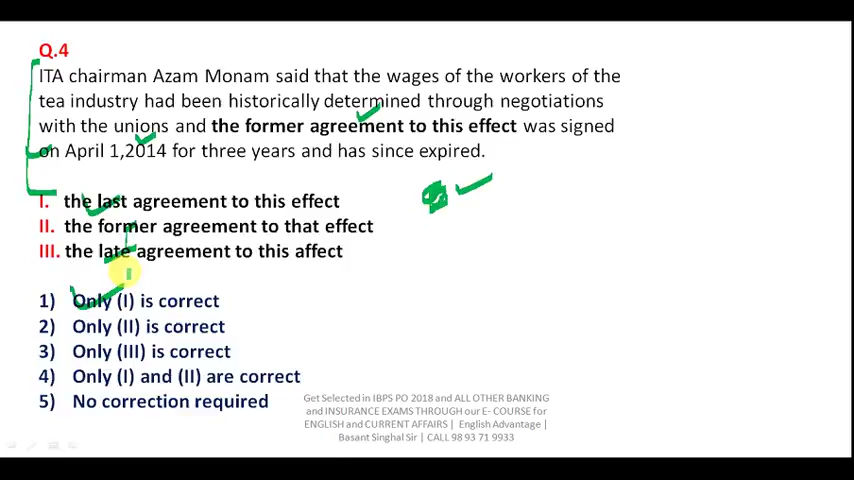 Q.4
ITA chairman Azam Monam said that the wages of the workers of the
tea industry had been historically determined through negotiations
with the unions and the former agreement to this effect was signed
on April 1,2014 for three years and has since expired.
I. the last agreement to this effect
II. the former agreement to that effect
III. the late agreement to this affect
1) Only (I) is correct
2) Only (II) is correct
3) Only (III) is correct
4) Only (I) and (II) are correct
5) No correction required
Get Selected in IBPS PO 2018 and ALL OTHER BANKING
and INSURANCE EXAMS THROUGH our E- COURSE for
ENGLISH and CURRENT AFFAIRS | English Advantage |
Basant Singhal Sir | CALL 98 93 71 9933